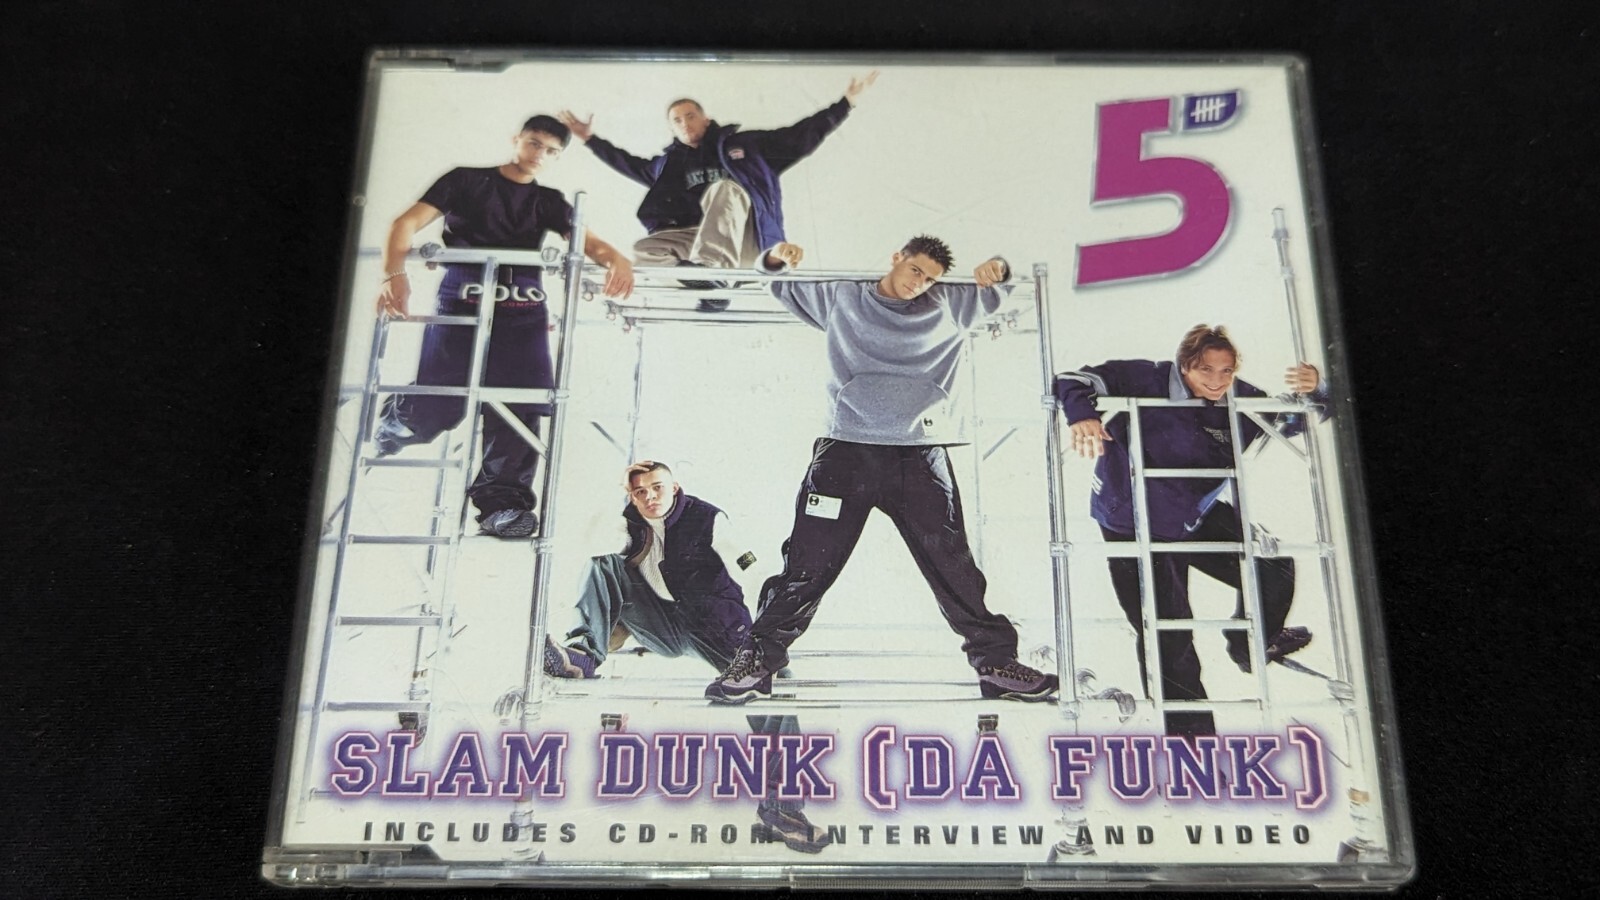 5
POLO
SLAM DUNK (DA FUNK)
INCLUDES CD-ROM INTERVIEW AND VIDEO